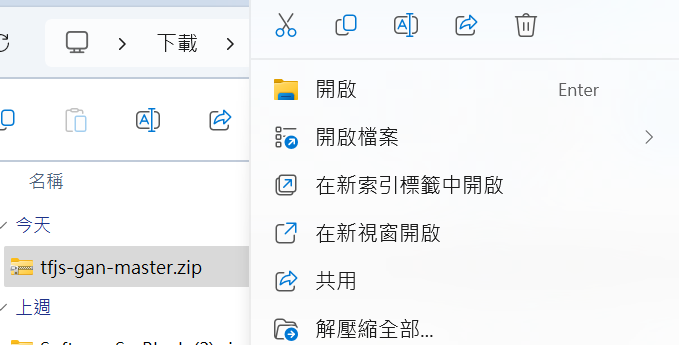 下載
名稱
今天
tfjs-gan-master.zip
上週
開啟 Enter
開啟檔案
在新索引標籤中開啟
在新視窗開啟
共用
解壓縮全部...